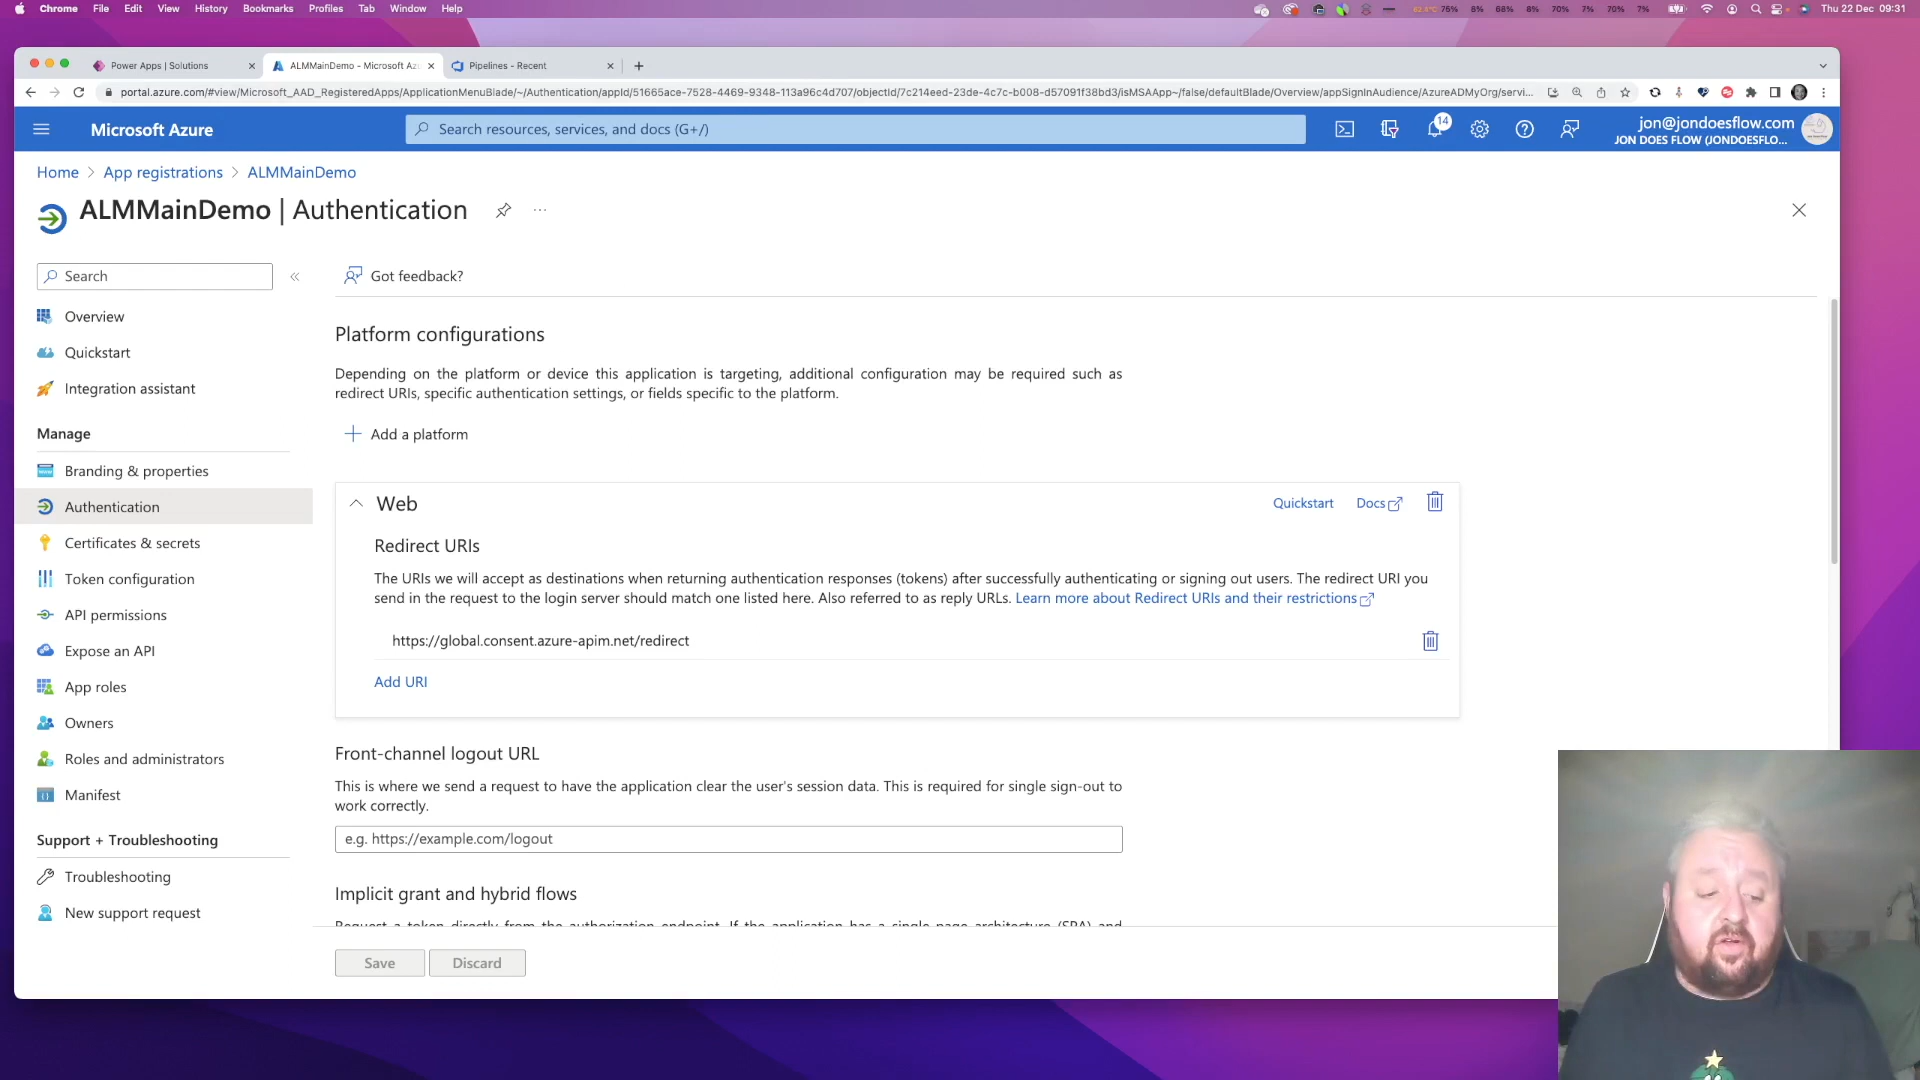 Chrome File Edit View History Bookmarks Profiles Tab Window Help
75% 8% 68% 8% 70% 7% 70% 7% Thu 22 Dec 09:31
Power Apps | Solutions
ALMMainDemo - Microsoft Az
Pipelines - Recent
portal.azure.com/#view/Microsoft_AAD_RegisteredApps/ApplicationMenuBlade/~/Authentication/appId/51665ace-7528-4469-9348-113a96c4d707/objectId/7c214eed-23de-4c7c-b008-d57091f38bd3/isMSAApp~/false/defaultBlade/Overview/appSignInAudience/AzureADMyOrg/servi...
Microsoft Azure
Search resources, services, and docs (G+/)
14
jon@jondoesflow.com
JON DOES FLOW (JONDOESFLO...
Home > App registrations > ALMMainDemo
ALMMainDemo | Authentication
Search
Got feedback?
Overview
Quickstart
Integration assistant
Manage
Branding & properties
Authentication
Certificates & secrets
Token configuration
API permissions
Expose an API
App roles
Owners
Roles and administrators
Manifest
Support + Troubleshooting
Troubleshooting
New support request
Platform configurations
Depending on the platform or device this application is targeting, additional configuration may be required such as
redirect URIs, specific authentication settings, or fields specific to the platform.
Add a platform
Web
Quickstart
Docs
Redirect URIs
The URIs we will accept as destinations when returning authentication responses (tokens) after successfully authenticating or signing out users. The redirect URI you
send in the request to the login server should match one listed here. Also referred to as reply URLs. Learn more about Redirect URIs and their restrictions
https://global.consent.azure-apim.net/redirect
Add URI
Front-channel logout URL
This is where we send a request to have the application clear the user's session data. This is required for single sign-out to
work correctly.
e.g. https://example.com/logout
Implicit grant and hybrid flows
Request a token directly from the authorization endpoint. If the application has a single-page architecture (SPA) and
Save
Discard